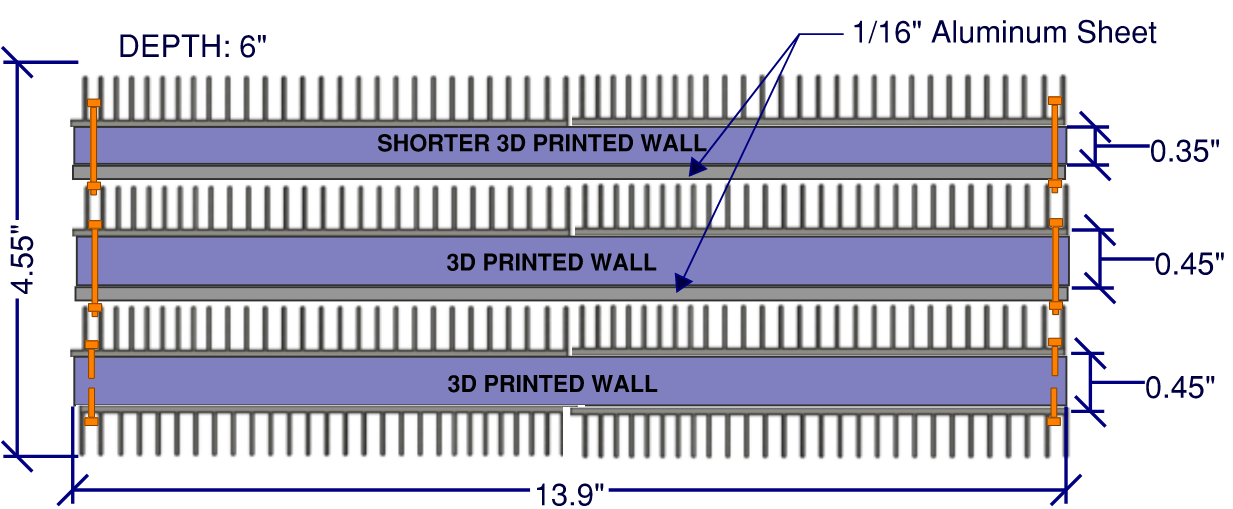 DEPTH: 6"
1/16" Aluminum Sheet
SHORTER 3D PRINTED WALL
0.35"
4.55"
3D PRINTED WALL
0.45"
3D PRINTED WALL
0.45"
13.9"